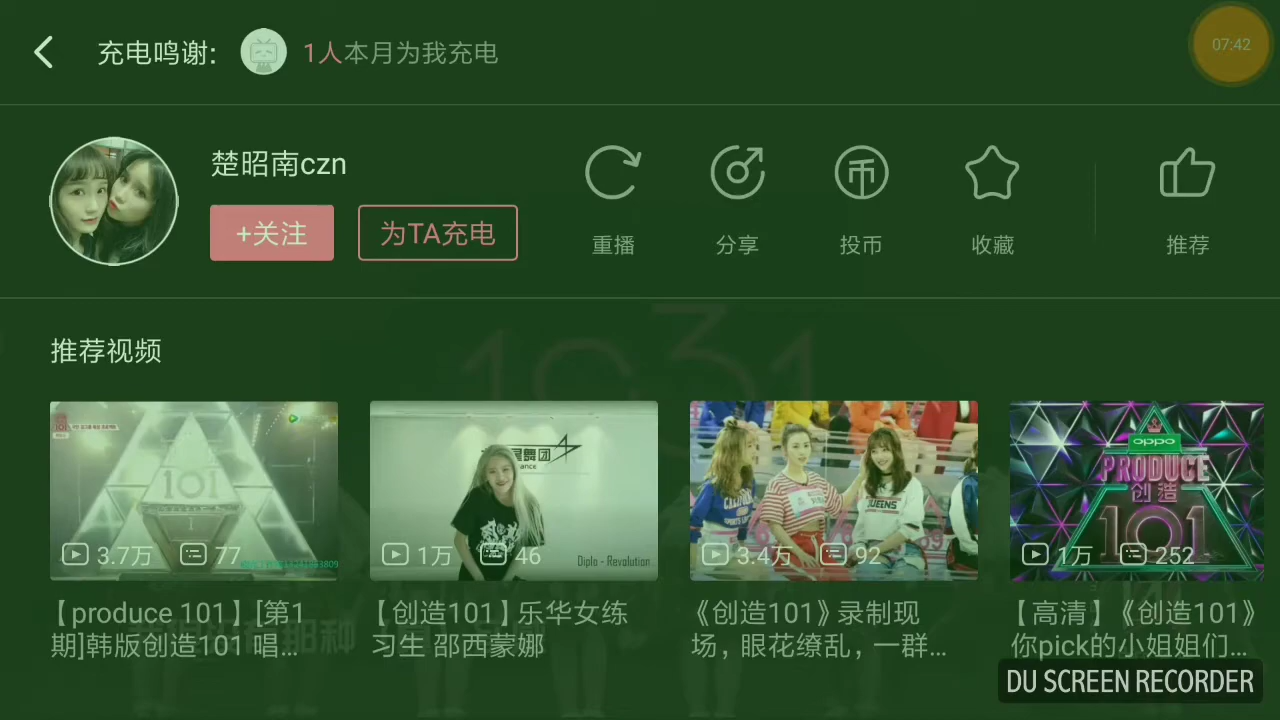 充电鸣谢:
1人本月为我充电
07:42
楚昭南czn
+关注
为TA充电
重播
分享
投币
收藏
推荐
1031
推荐视频
101
3.7万
77
ance
1万
46
Diplo - Revolution
QUEENS
3.4万
92
oppo
PRODUCE
创造
101
1万
252
【produce 101】[第1
期]韩版创造101 唱...
【创造101】乐华女练
习生 邵西蒙娜
《创造101》录制现
场，眼花缭乱，一群...
【高清】《创造101》
你pick的小姐姐们...
DU SCREEN RECORDER